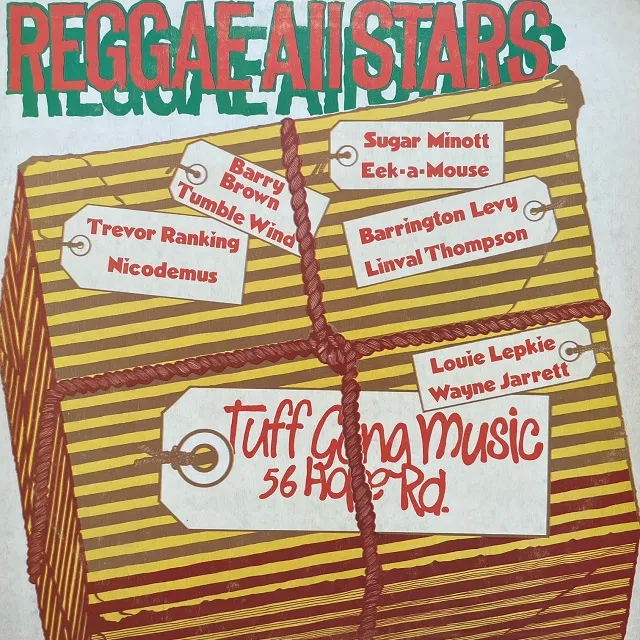 REGGAE All STARS
Sugar Minott
Eek-a-Mouse
Barry
Brown
Tumble Wind
Barrington Levy
Linval Thompson
Trevor Ranking
Nicodemus
Louie Lepkie
Wayne Jarrett
Tuff Gong Music
56 Hope Rd.